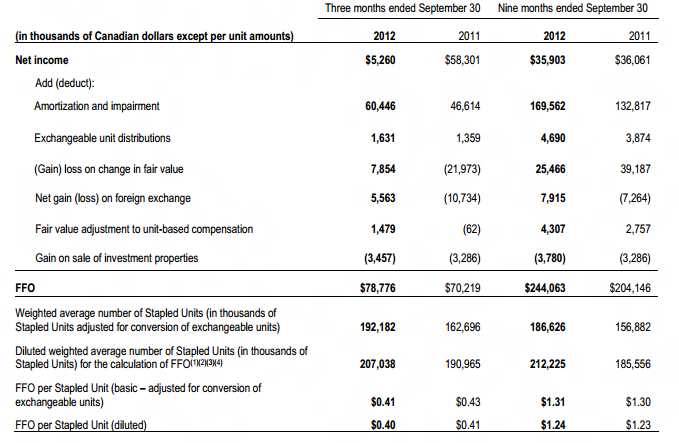 Three months ended September 30 Nine months ended September 30
(in thousands of Canadian dollars except per unit amounts) 2012 2011 2012 2011
Net income $5,260 $58,301 $35,903 $36,061
Add (deduct):
Amortization and impairment 60,446 46,614 169,562 132,817
Exchangeable unit distributions 1,631 1,359 4,690 3,874
(Gain) loss on change in fair value 7,854 (21,973) 25,466 39,187
Net gain (loss) on foreign exchange 5,563 (10,734) 7,915 (7,264)
Fair value adjustment to unit-based compensation 1,479 (62) 4,307 2,757
Gain on sale of investment properties (3,457) (3,286) (3,780) (3,286)
FFO $78,776 $70,219 $244,063 $204,146
Weighted average number of Stapled Units (in thousands of
Stapled Units adjusted for conversion of exchangeable units) 192,182 162,696 186,626 156,882
Diluted weighted average number of Stapled Units (in thousands of
Stapled Units) for the calculation of FFO(1)(2)(3)(4) 207,038 190,965 212,225 185,556
FFO per Stapled Unit (basic – adjusted for conversion of
exchangeable units) $0.41 $0.43 $1.31 $1.30
FFO per Stapled Unit (diluted) $0.40 $0.41 $1.24 $1.23